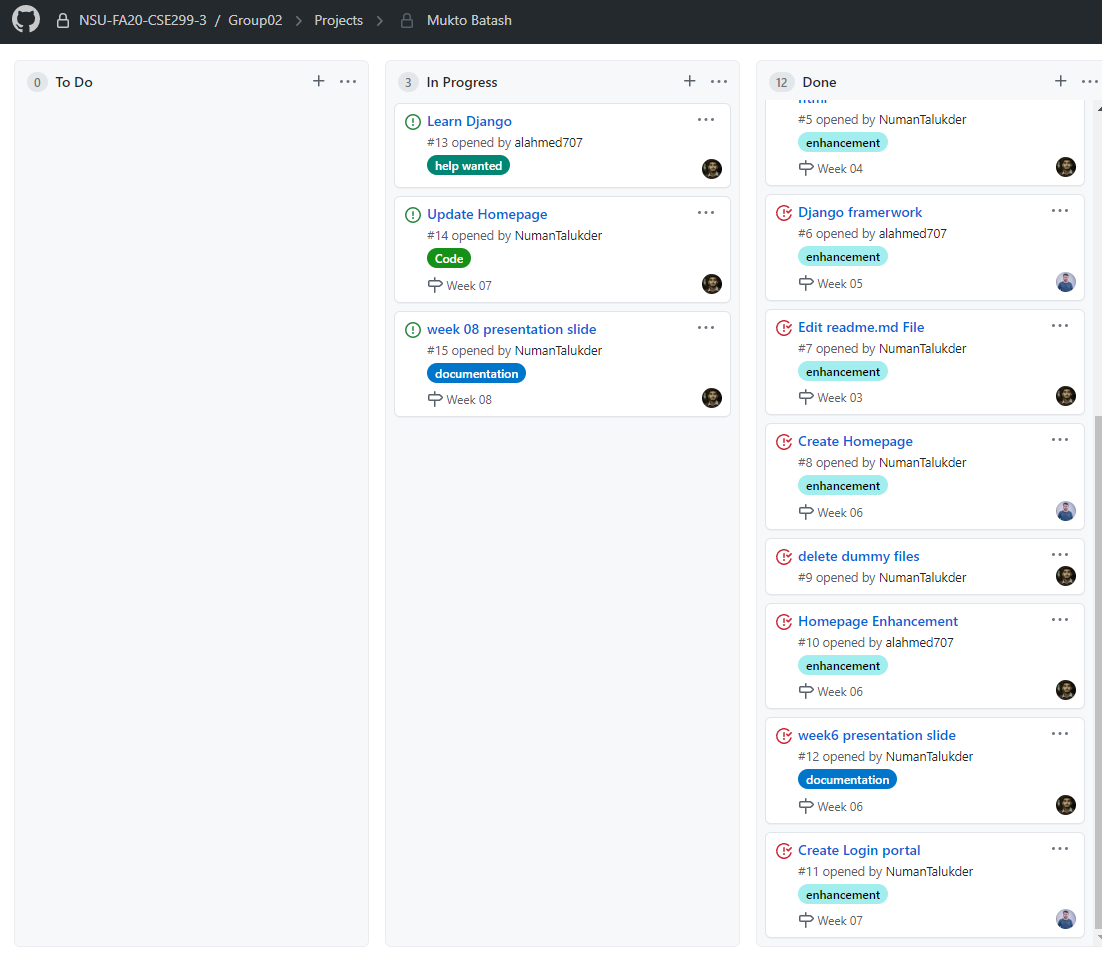 NSU-FA20-CSE299-3 / Group02 Projects Mukto Batash
0 To Do
3 In Progress
Learn Django
#13 opened by alahmed707
help wanted
Update Homepage
#14 opened by NumanTalukder
Code
Week 07
week 08 presentation slide
#15 opened by NumanTalukder
documentation
Week 08
12 Done
html
#5 opened by NumanTalukder
enhancement
Week 04
Django framerwork
#6 opened by alahmed707
enhancement
Week 05
Edit readme.md File
#7 opened by NumanTalukder
enhancement
Week 03
Create Homepage
#8 opened by NumanTalukder
enhancement
Week 06
delete dummy files
#9 opened by NumanTalukder
Homepage Enhancement
#10 opened by alahmed707
enhancement
Week 06
week6 presentation slide
#12 opened by NumanTalukder
documentation
Week 06
Create Login portal
#11 opened by NumanTalukder
enhancement
Week 07